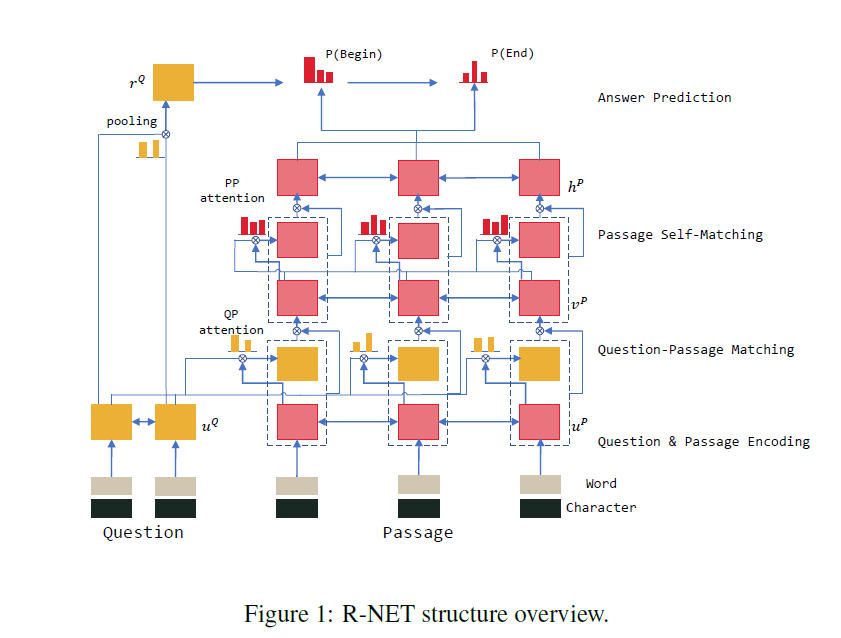 P(Begin)
P(End)
r^Q
Answer Prediction
pooling
PP
attention
h^P
Passage Self-Matching
v^P
QP
attention
Question-Passage Matching
u^Q
u^P
Question & Passage Encoding
Word
Character
Question
Passage
Figure 1: R-NET structure overview.